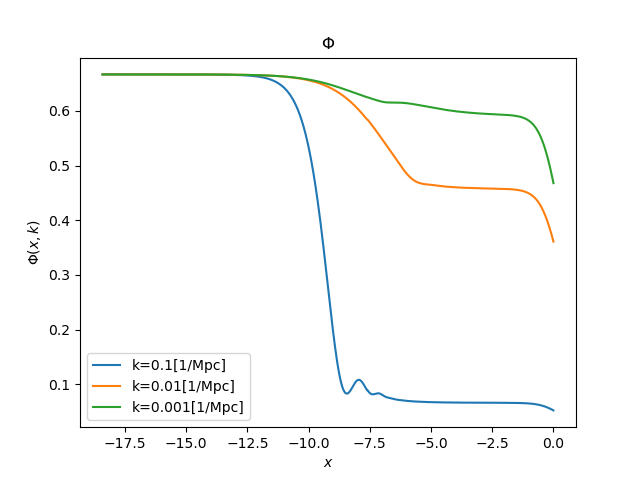 Φ
Φ(x, k)
0.6
0.5
0.4
0.3
0.2
0.1
k=0.1[1/Mpc]
k=0.01[1/Mpc]
k=0.001[1/Mpc]
−17.5 −15.0 −12.5 −10.0 −7.5 −5.0 −2.5 0.0
x